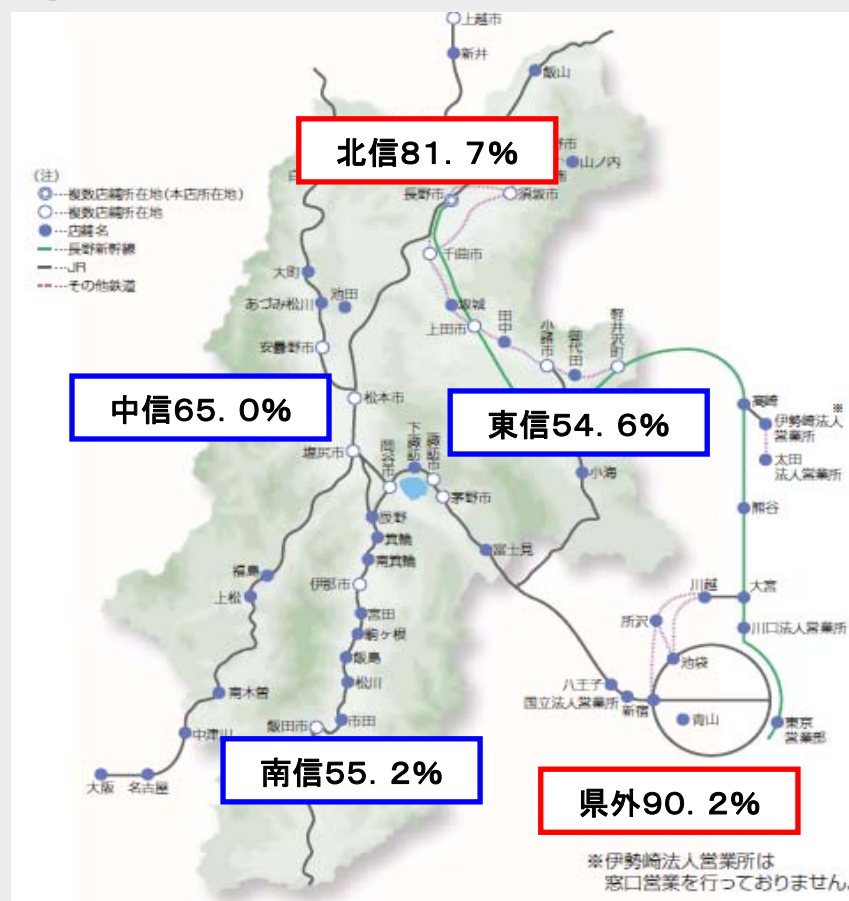 上越市
新井
飯山
北信81．7％
山ノ内
長野市
須坂市
(注)
◎…複数店舗所在地(本店所在地)
○…複数店舗所在地
●…店舗名
…長野新幹線
…JR
…その他鉄道
千曲市
大町
池田
あづみ松川
坂城
上田市
田中
小諸市
御代田
軽井沢町
安曇野市
中信65．0％
松本市
東信54．6％
高崎
※
伊勢崎法人
営業所
太田
法人営業所
塩尻市
岡谷市
下諏訪
諏訪市
茅野市
小海
熊谷
辰野
箕輪
南箕輪
富士見
福島
上松
伊那市
宮田
駒ヶ根
飯島
松川
川越
大宮
所沢
川口法人営業所
池袋
南木曽
八王子
国立法人営業所
新宿
青山
東京
営業部
中津川
飯田市
市田
大阪
名古屋
南信55．2％
県外90．2％
※伊勢崎法人営業所は
窓口営業を行っておりません。